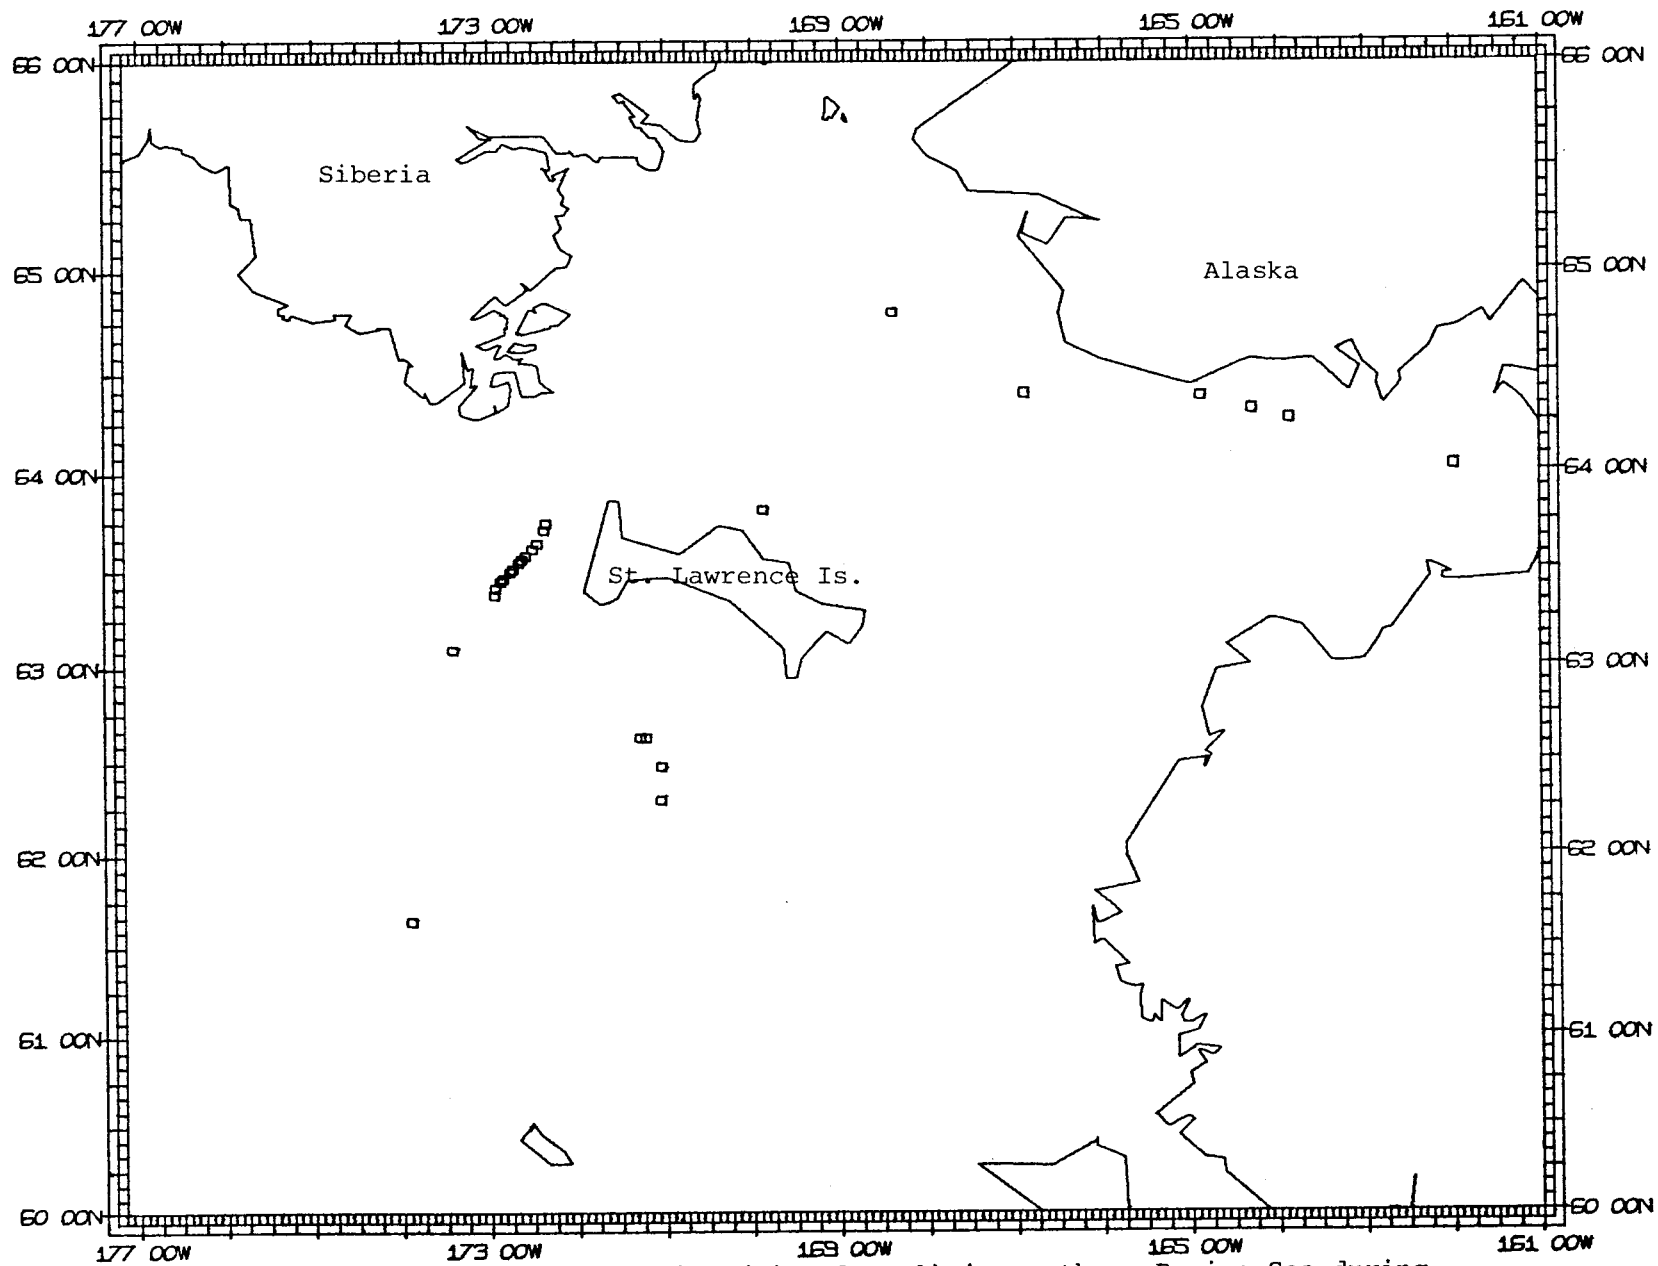 177 00W 173 00W 169 00W 165 00W 161 00W
66 00N 66 00N
Siberia
65 00N Alaska 65 00N
64 00N 64 00N
St. Lawrence Is.
63 00N 63 00N
62 00N 62 00N
61 00N 61 00N
60 00N 60 00N
177 00W 173 00W 169 00W 165 00W 161 00W